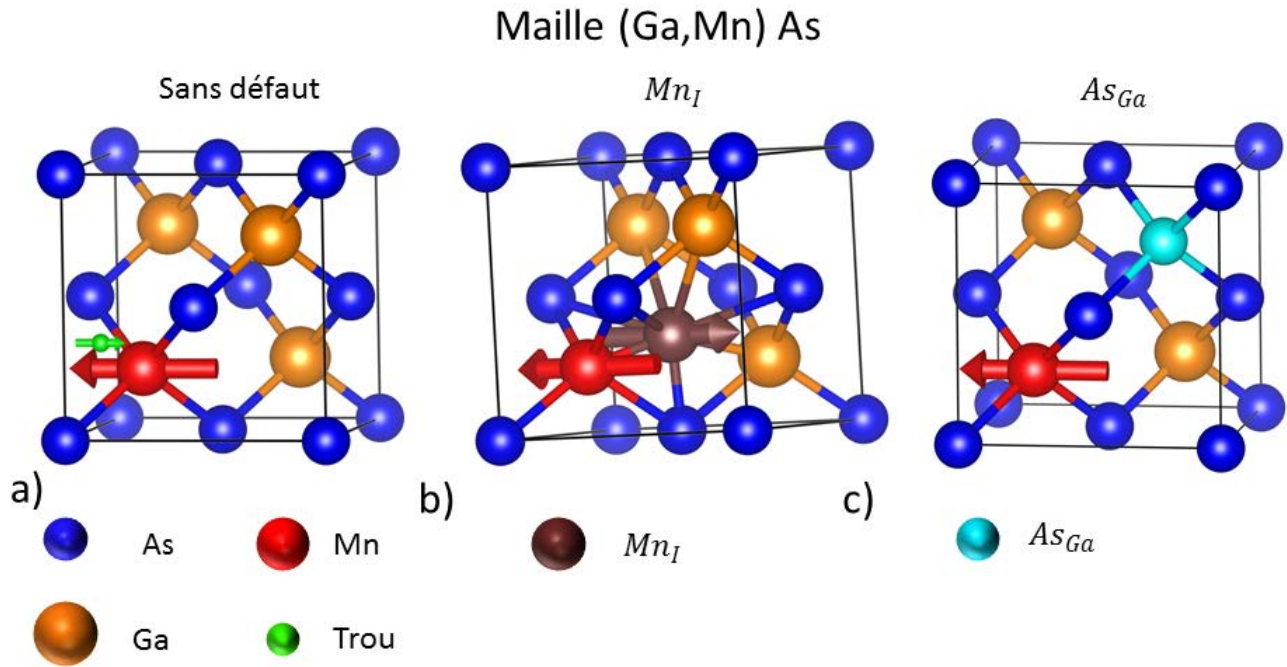 Maille (Ga,Mn) As
Sans défaut
Mn_I
As_Ga
a)
b)
c)
As
Mn
Mn_I
As_Ga
Ga
Trou